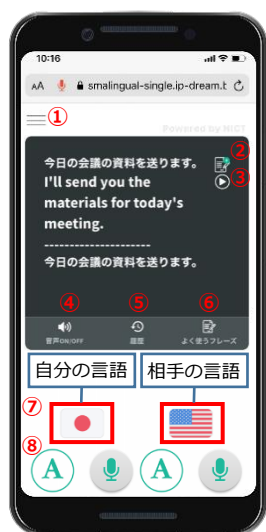 10:16
AA smalingual-single.ip-dream.t
①
Powered by NICT
今日の会議の資料を送ります。 ②
I'll send you the ③
materials for today's
meeting.
--------------------
今日の会議の資料を送ります。
④ ⑤ ⑥
音声ON/OFF 履歴 よく使うフレーズ
自分の言語 相手の言語
⑦
⑧
A A